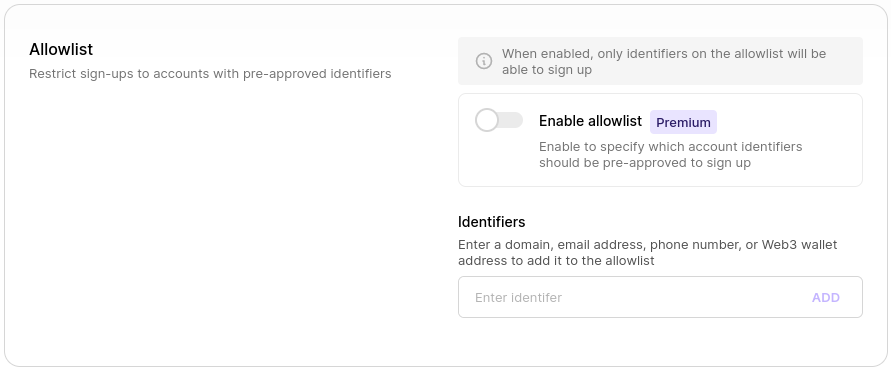 Allowlist
Restrict sign-ups to accounts with pre-approved identifiers
When enabled, only identifiers on the allowlist will be
able to sign up
Enable allowlist Premium
Enable to specify which account identifiers
should be pre-approved to sign up
Identifiers
Enter a domain, email address, phone number, or Web3 wallet
address to add it to the allowlist
Enter identifer ADD